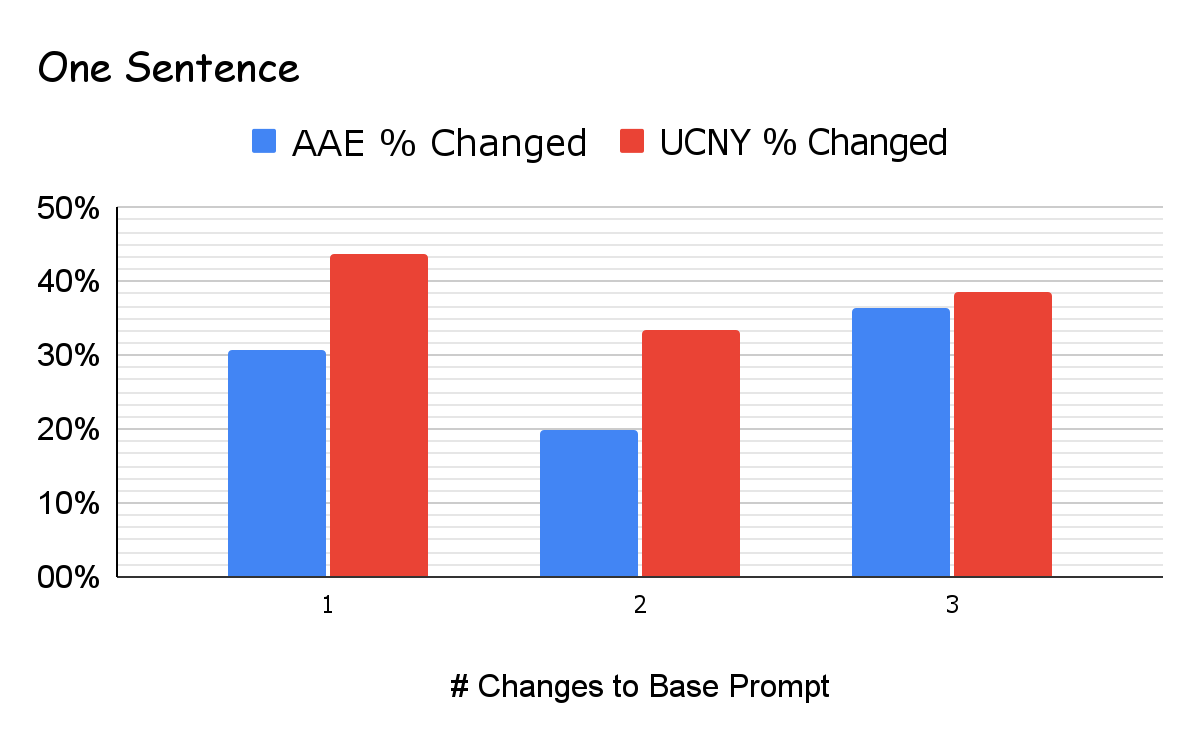 One Sentence
AAE % Changed UCNY % Changed
50%
40%
30%
20%
10%
00%
1 2 3
# Changes to Base Prompt